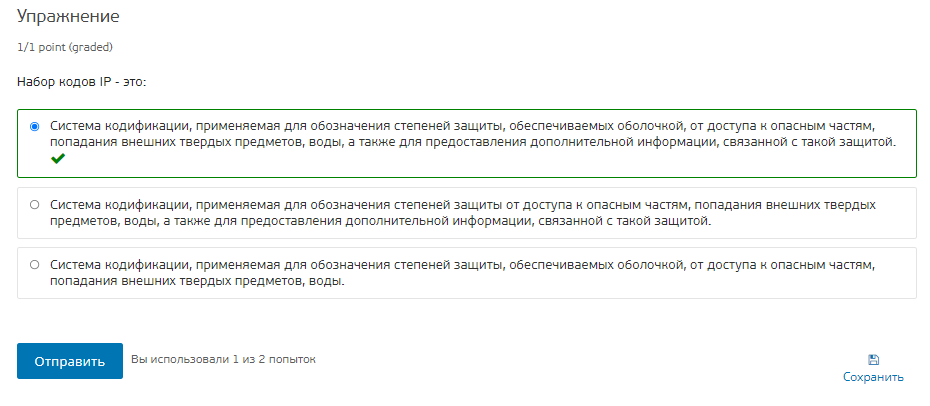 Упражнение
1/1 point (graded)
Набор кодов IP - это:
Система кодификации, применяемая для обозначения степеней защиты, обеспечиваемых оболочкой, от доступа к опасным частям,
попадания внешних твердых предметов, воды, а также для предоставления дополнительной информации, связанной с такой защитой.
Система кодификации, применяемая для обозначения степеней защиты от доступа к опасным частям, попадания внешних твердых
предметов, воды, а также для предоставления дополнительной информации, связанной с такой защитой.
Система кодификации, применяемая для обозначения степеней защиты, обеспечиваемых оболочкой, от доступа к опасным частям,
попадания внешних твердых предметов, воды.
Отправить
Вы использовали 1 из 2 попыток
Сохранить